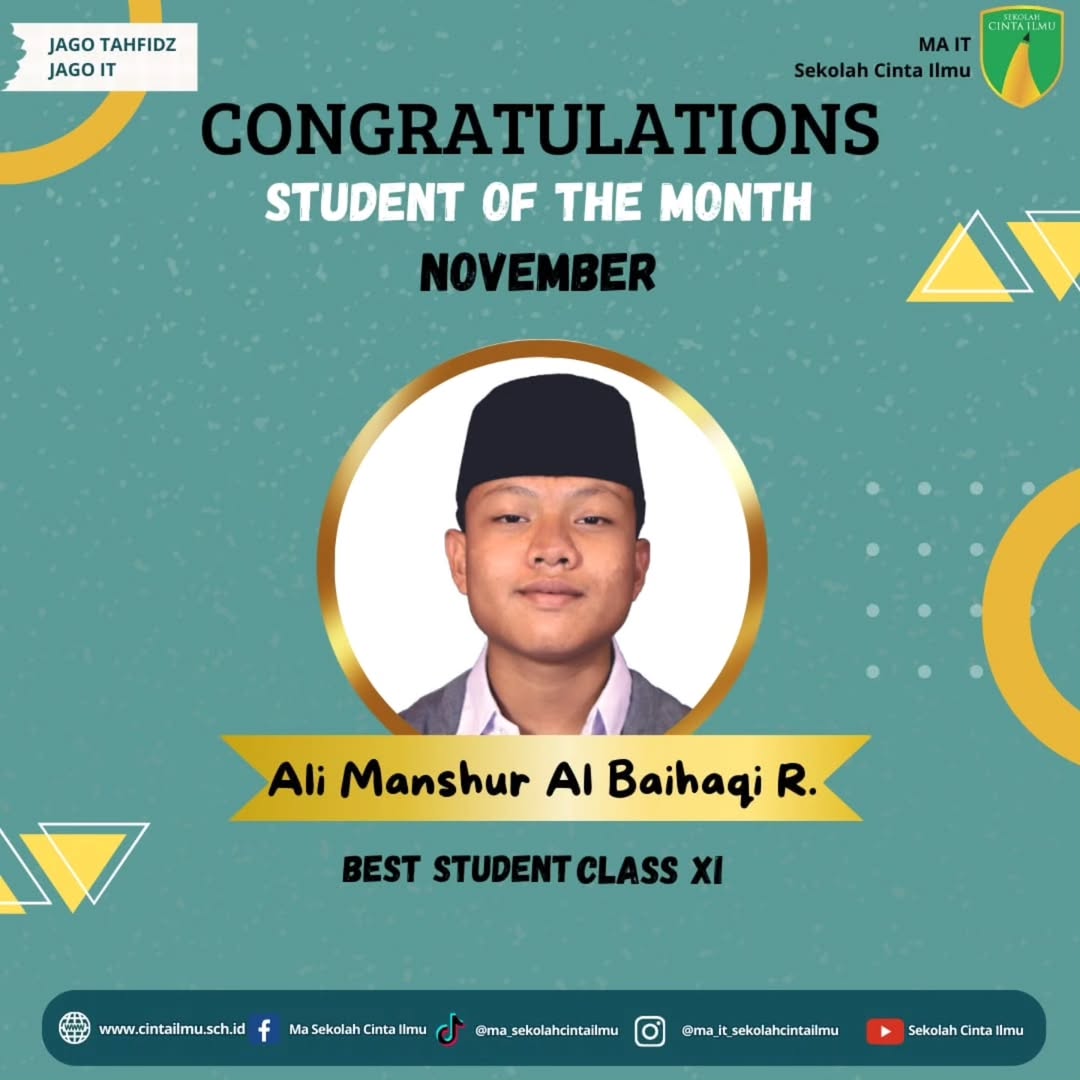 JAGO TAHFIDZ
JAGO IT
MA IT
Sekolah Cinta Ilmu
SEKOLAH
CINTA ILMU
CONGRATULATIONS
STUDENT OF THE MONTH
NOVEMBER
Ali Manshur Al Baihaqi R.
BEST STUDENT CLASS XI
www.cintailmu.sch.id
Ma Sekolah Cinta Ilmu
@ma_sekolahcintailmu
@ma_it_sekolahcintailmu
Sekolah Cinta Ilmu